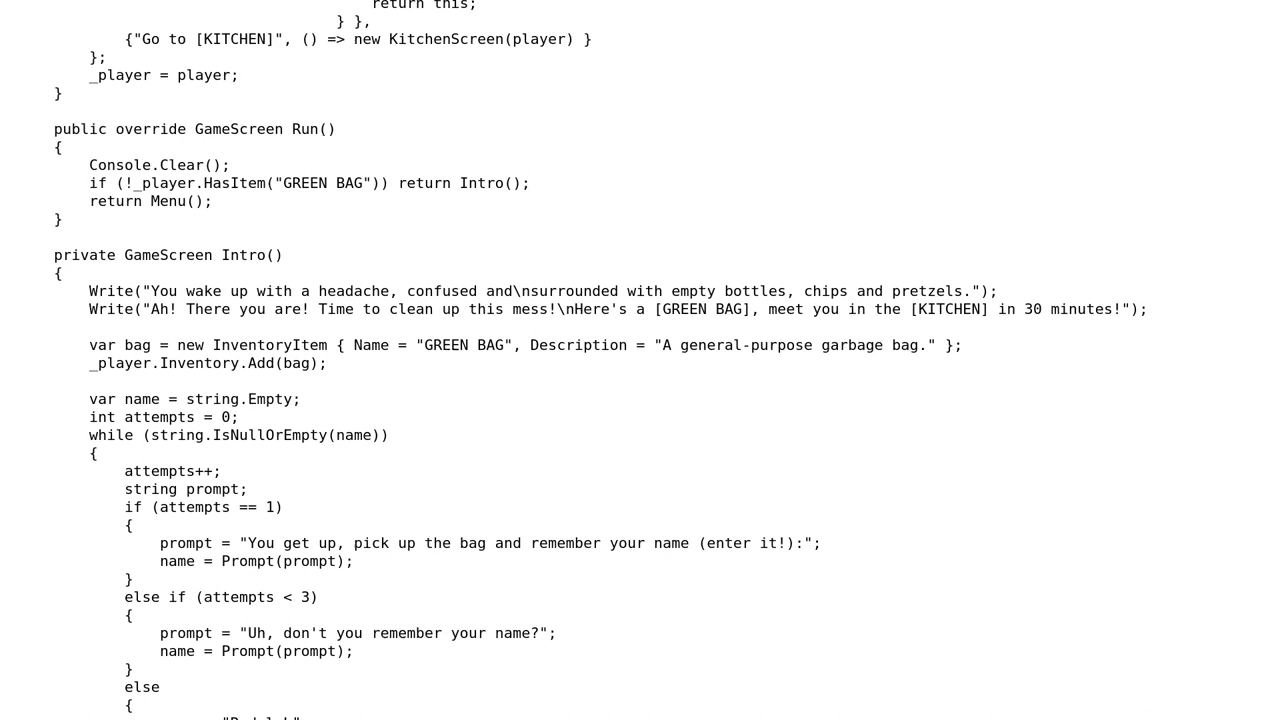 return this;
} },
{"Go to [KITCHEN]", () => new KitchenScreen(player) }
};
_player = player;
}
public override GameScreen Run()
{
Console.Clear();
if (!_player.HasItem("GREEN BAG")) return Intro();
return Menu();
}
private GameScreen Intro()
{
Write("You wake up with a headache, confused and\nsurrounded with empty bottles, chips and pretzels.");
Write("Ah! There you are! Time to clean up this mess!\nHere's a [GREEN BAG], meet you in the [KITCHEN] in 30 minutes!");
var bag = new InventoryItem { Name = "GREEN BAG", Description = "A general-purpose garbage bag." };
_player.Inventory.Add(bag);
var name = string.Empty;
int attempts = 0;
while (string.IsNullOrEmpty(name))
{
attempts++;
string prompt;
if (attempts == 1)
{
prompt = "You get up, pick up the bag and remember your name (enter it!):";
name = Prompt(prompt);
}
else if (attempts < 3)
{
prompt = "Uh, don't you remember your name?";
name = Prompt(prompt);
}
else
{